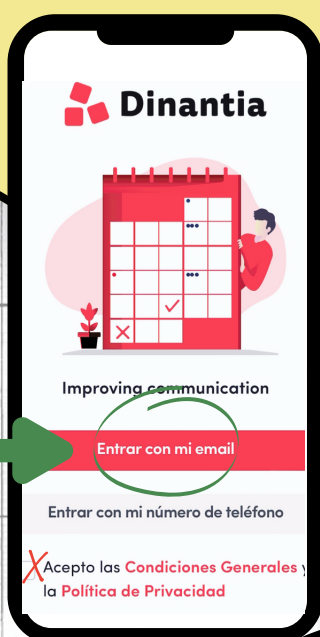 Dinantia
Improving communication
Entrar con mi email
Entrar con mi número de teléfono
Acepto las Condiciones Generales y
la Política de Privacidad